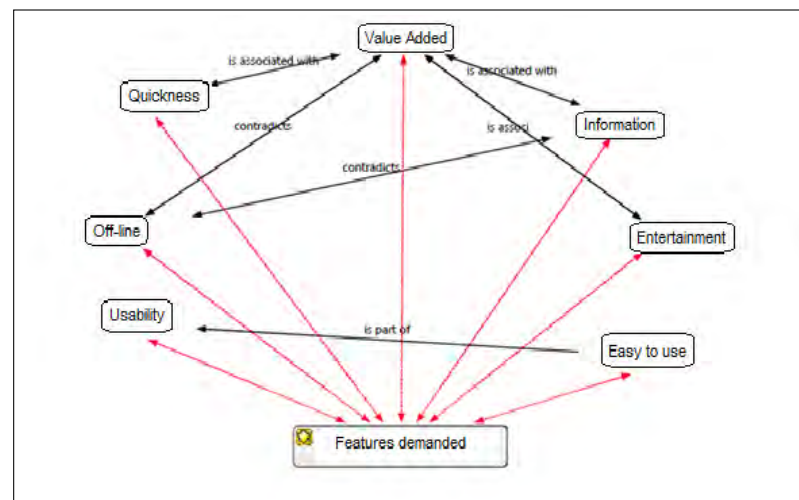 Value Added
is associated with
is associated with
Quickness
Information
contradicts
is associ
contradicts
Off-line
Entertainment
Usability
is part of
Easy to use
Features demanded